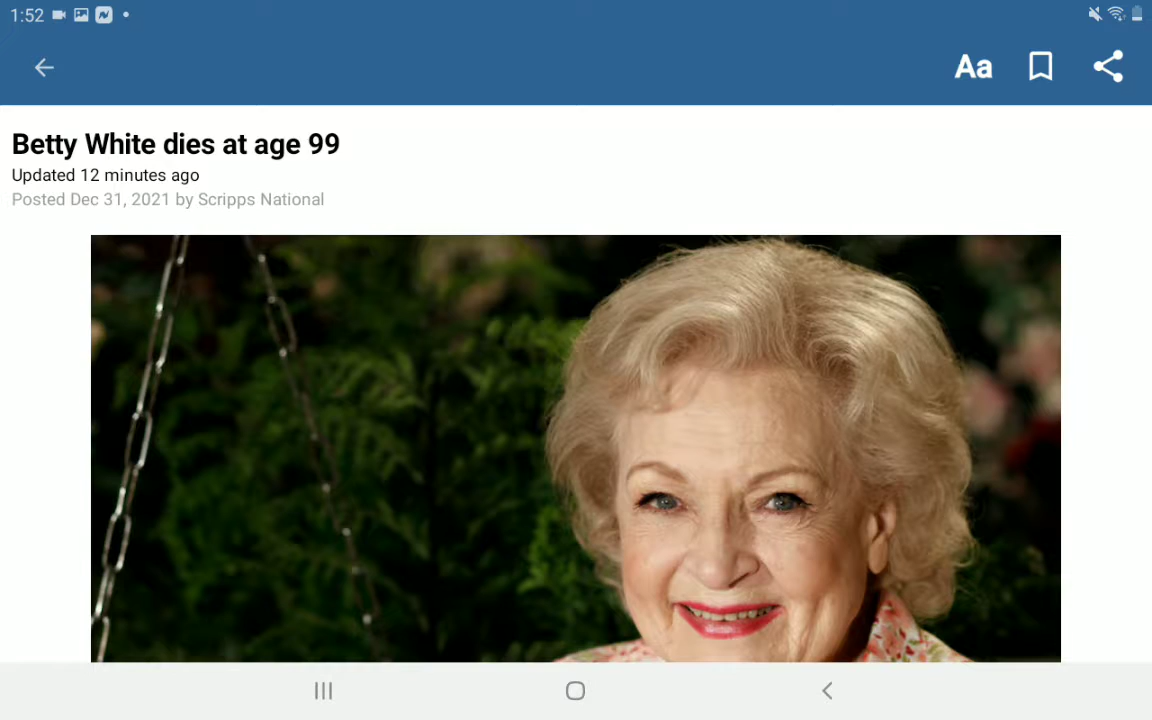 1:52
Aa
Betty White dies at age 99
Updated 12 minutes ago
Posted Dec 31, 2021 by Scripps National